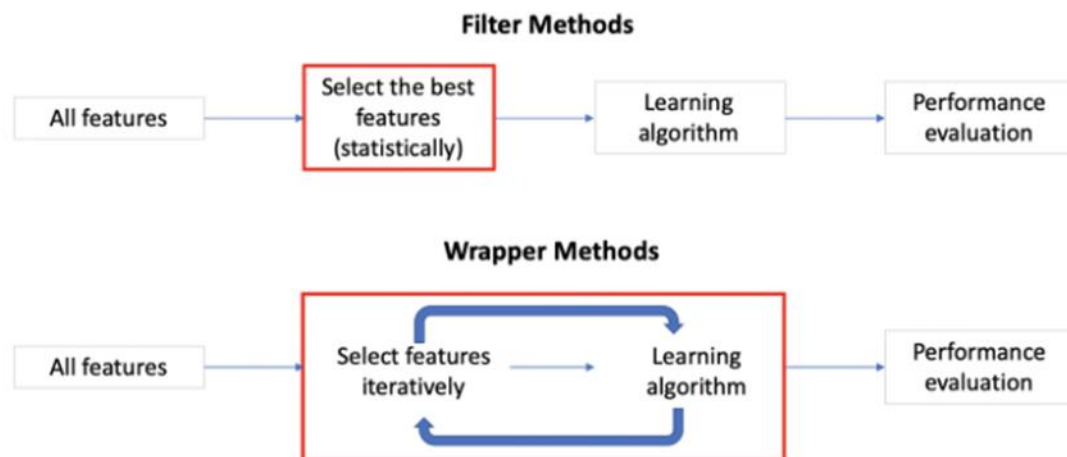 Filter Methods
All features
Select the best
features
(statistically)
Learning
algorithm
Performance
evaluation
Wrapper Methods
All features
Select features
iteratively
Learning
algorithm
Performance
evaluation